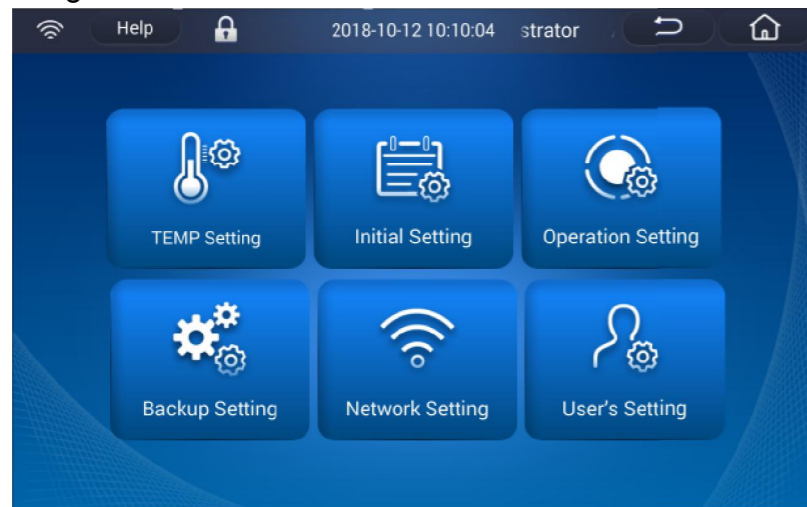 Help
2018-10-12 10:10:04
strator
TEMP Setting
Initial Setting
Operation Setting
Backup Setting
Network Setting
User's Setting